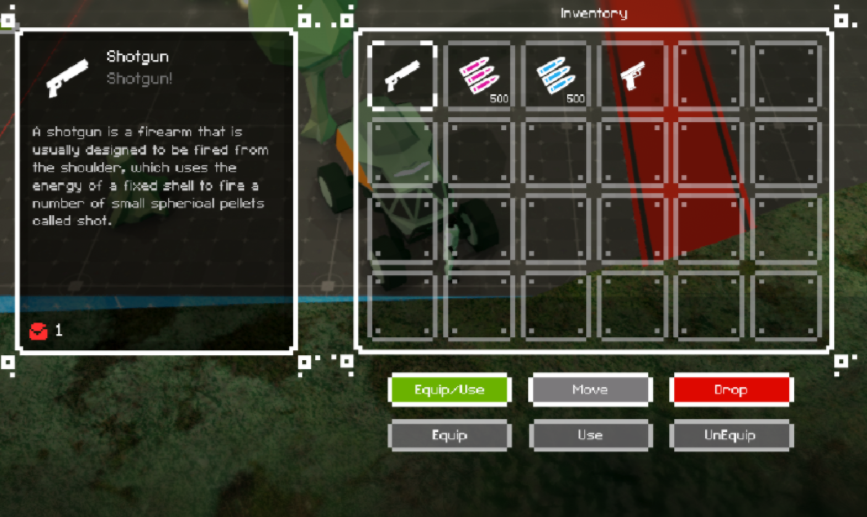 Inventory
Shotgun
Shotgun!
A shotgun is a firearm that is
usually designed to be fired from
the shoulder, which uses the
energy of a fixed shell to fire a
number of small spherical pellets
called shot.
1
500
500
Equip/Use
Move
Drop
Equip
Use
UnEquip